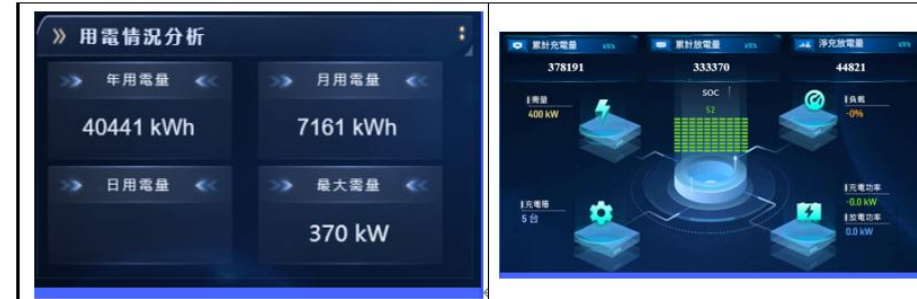 用電情況分析
年用電量
月用電量
40441 kWh
7161 kWh
日用電量
最大需量
370 kW
累計充電量 kWh
累計放電量 kWh
淨充放電量 kWh
378191
333370
44821
SOC
52
需量
400 kW
負載
-0%
充電樁
5 台
充電功率
-0.0 kW
放電功率
0.0 kW